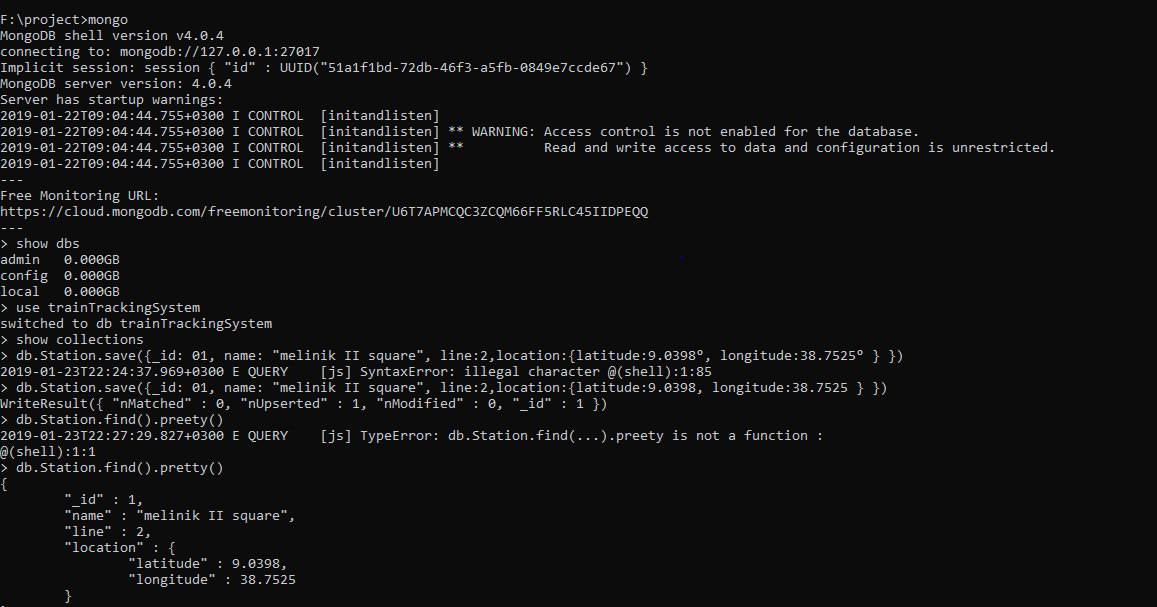 F:\project>mongo
MongoDB shell version v4.0.4
connecting to: mongodb://127.0.0.1:27017
Implicit session: session { "id" : UUID("51a1f1bd-72db-46f3-a5fb-0849e7ccde67") }
MongoDB server version: 4.0.4
Server has startup warnings:
2019-01-22T09:04:44.755+0300 I CONTROL  [initandlisten]
2019-01-22T09:04:44.755+0300 I CONTROL  [initandlisten] ** WARNING: Access control is not enabled for the database.
2019-01-22T09:04:44.755+0300 I CONTROL  [initandlisten] **          Read and write access to data and configuration is unrestricted.
2019-01-22T09:04:44.755+0300 I CONTROL  [initandlisten]
---
Free Monitoring URL:
https://cloud.mongodb.com/freemonitoring/cluster/U6T7APMCQC3ZCQM66FF5RLC45IIDPEQQ
---
> show dbs
admin   0.000GB
config  0.000GB
local   0.000GB
> use trainTrackingSystem
switched to db trainTrackingSystem
> show collections
> db.Station.save({_id: 01, name: "melinik II square", line:2,location:{latitude:9.0398º, longitude:38.7525º } })
2019-01-23T22:24:37.969+0300 E QUERY    [js] SyntaxError: illegal character @(shell):1:85
> db.Station.save({_id: 01, name: "melinik II square", line:2,location:{latitude:9.0398, longitude:38.7525 } })
WriteResult({ "nMatched" : 0, "nUpserted" : 1, "nModified" : 0, "_id" : 1 })
> db.Station.find().preety()
2019-01-23T22:27:29.827+0300 E QUERY    [js] TypeError: db.Station.find(...).preety is not a function :
@(shell):1:1
> db.Station.find().pretty()
{
        "_id" : 1,
        "name" : "melinik II square",
        "line" : 2,
        "location" : {
                "latitude" : 9.0398,
                "longitude" : 38.7525
        }